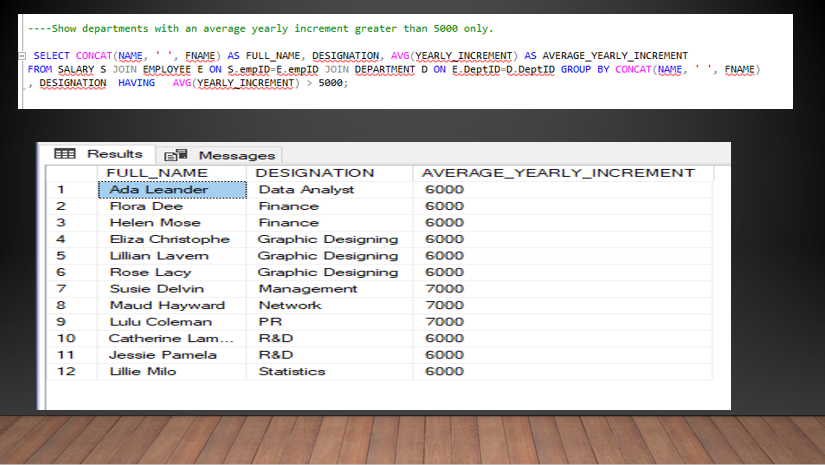 ----Show departments with an average yearly increment greater than 5000 only.
SELECT CONCAT(NAME, ' ', FNAME) AS FULL_NAME, DESIGNATION, AVG(YEARLY_INCREMENT) AS AVERAGE_YEARLY_INCREMENT
FROM SALARY S JOIN EMPLOYEE E ON S.empID=E.empID JOIN DEPARTMENT D ON E.DeptID=D.DeptID GROUP BY CONCAT(NAME, ' ', FNAME)
, DESIGNATION HAVING AVG(YEARLY_INCREMENT) > 5000;
Results Messages
FULL_NAME DESIGNATION AVERAGE_YEARLY_INCREMENT
1 Ada Leander Data Analyst 6000
2 Flora Dee Finance 6000
3 Helen Mose Finance 6000
4 Eliza Christophe Graphic Designing 6000
5 Lillian Lavern Graphic Designing 6000
6 Rose Lacy Graphic Designing 6000
7 Susie Delvin Management 7000
8 Maud Hayward Network 7000
9 Lulu Coleman PR 7000
10 Catherine Lam... R&D 6000
11 Jessie Pamela R&D 6000
12 Lillie Milo Statistics 6000